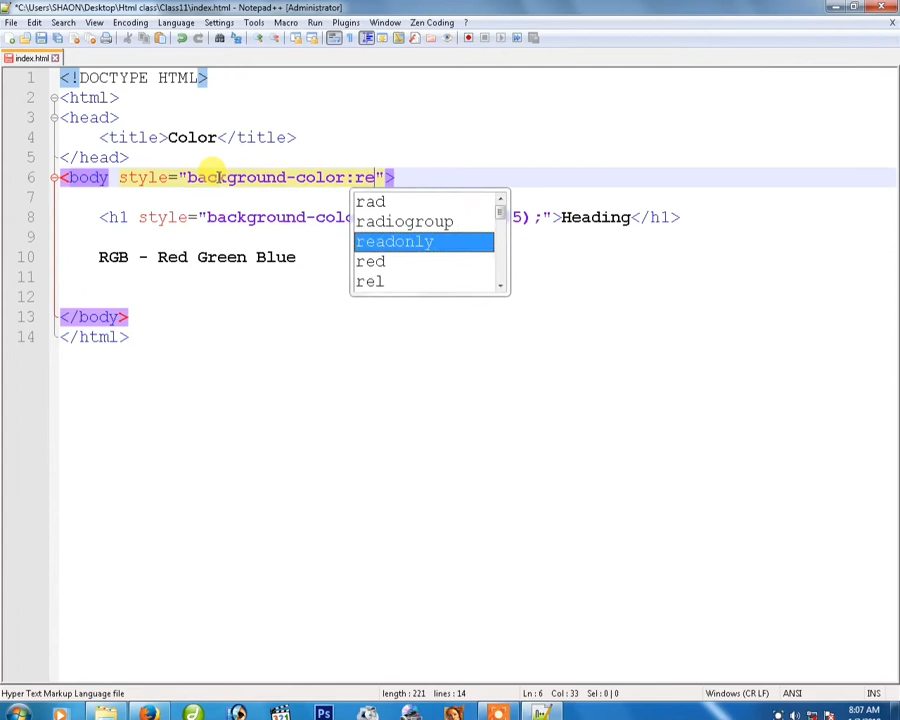 *C:\Users\SHAON\Desktop\Html class\Class11\index.html - Notepad++ [Administrator]
File Edit Search View Encoding Language Settings Tools Macro Run Plugins Window Zen Coding ? X
index.html
1 <!DOCTYPE HTML>
2 <html>
3 <head>
4 <title>Color</title>
5 </head>
6 <body style="background-color:re">
7
8 <h1 style="background-colo 5);">Heading</h1>
9
10 RGB - Red Green Blue
11
12
13 </body>
14 </html>
rad
radiogroup
readonly
red
rel
Hyper Text Markup Language file length : 221 lines : 14 Ln : 6 Col : 33 Sel : 0 | 0 Windows (CR LF) ANSI INS
Ps
8:07 AM